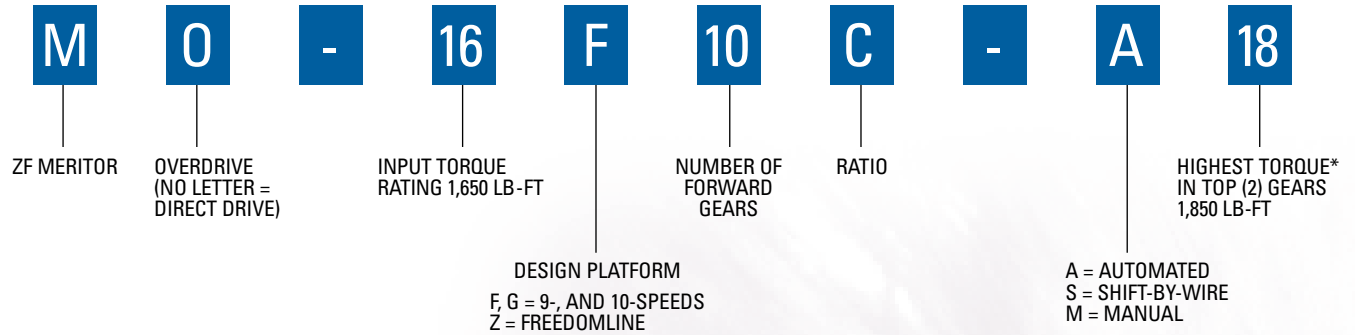 M O - 16 F 10 C - A 18
ZF MERITOR
OVERDRIVE
(NO LETTER =
DIRECT DRIVE)
INPUT TORQUE
RATING 1,650 LB-FT
DESIGN PLATFORM
F, G = 9-, AND 10-SPEEDS
Z = FREEDOMLINE
NUMBER OF
FORWARD
GEARS
RATIO
A = AUTOMATED
S = SHIFT-BY-WIRE
M = MANUAL
HIGHEST TORQUE*
IN TOP (2) GEARS
1,850 LB-FT